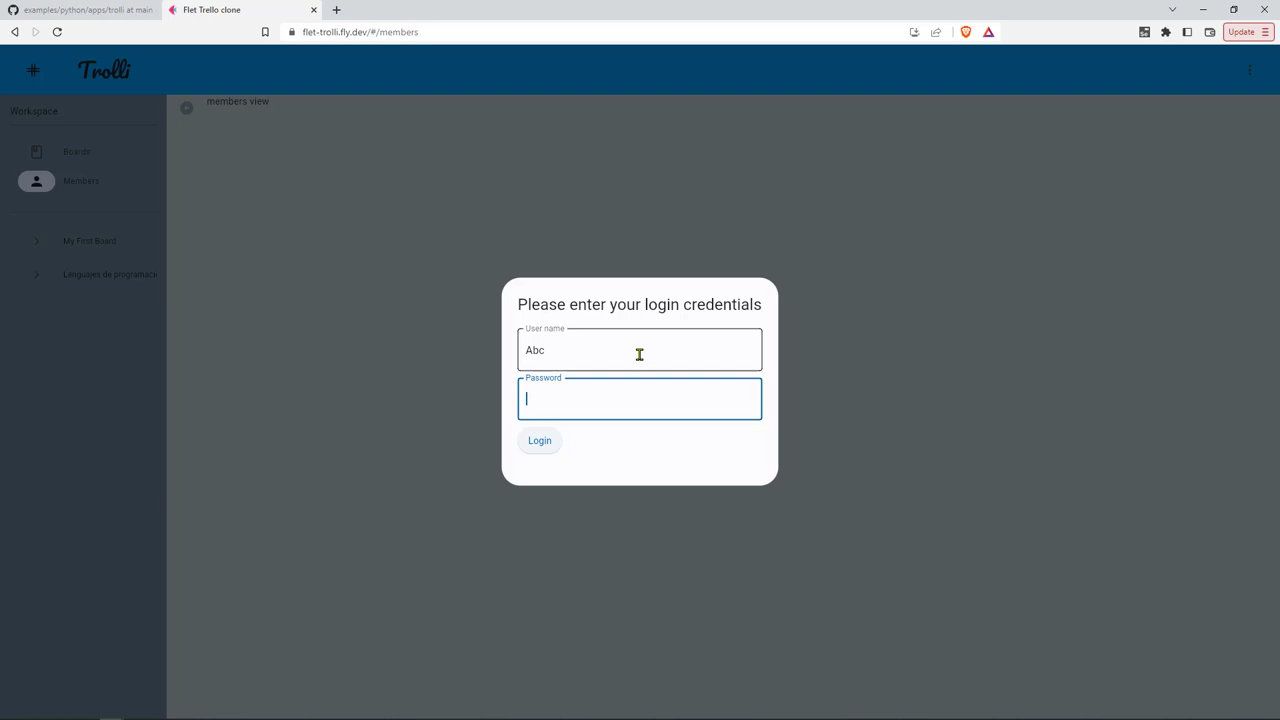 examples/python/apps/trolli at main
Flet Trello clone
flet-trolli.fly.dev/#/members
Update
Trolli
Workspace
members view
Boards
Members
My First Board
Lenguajes de programaci
Please enter your login credentials
User name
Abc
Password
Login